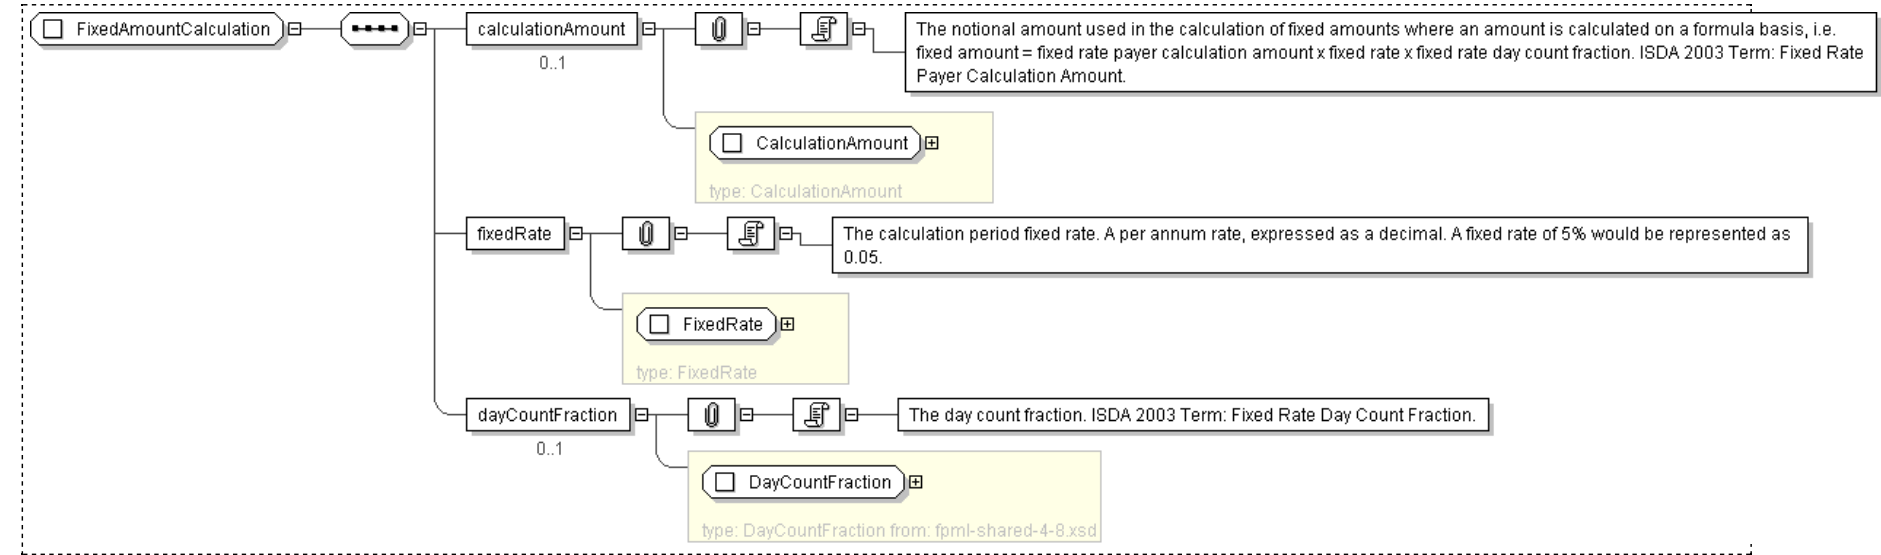 FixedAmountCalculation
calculationAmount
0..1
The notional amount used in the calculation of fixed amounts where an amount is calculated on a formula basis, i.e.
fixed amount = fixed rate payer calculation amount x fixed rate x fixed rate day count fraction. ISDA 2003 Term: Fixed Rate
Payer Calculation Amount.
CalculationAmount
type: CalculationAmount
fixedRate
The calculation period fixed rate. A per annum rate, expressed as a decimal. A fixed rate of 5% would be represented as
0.05.
FixedRate
type: FixedRate
dayCountFraction
0..1
The day count fraction. ISDA 2003 Term: Fixed Rate Day Count Fraction.
DayCountFraction
type: DayCountFraction from: fpml-shared-4-8.xsd